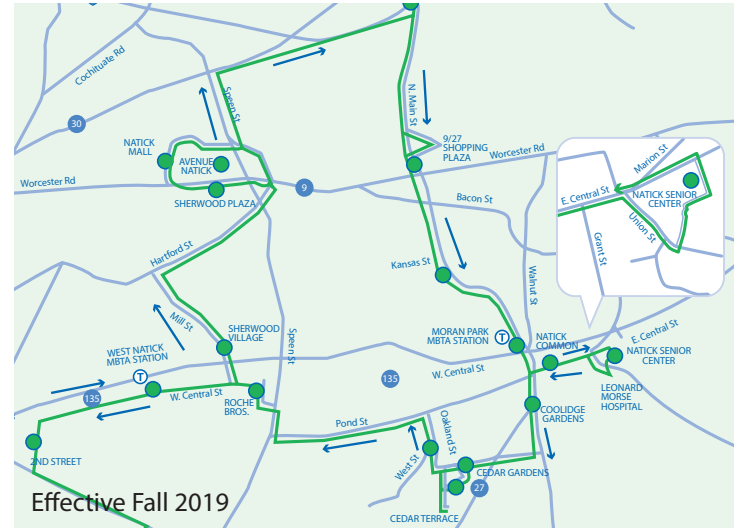 Cochituate Rd
30
Speen St
N. Main St
9/27
SHOPPING
PLAZA
NATICK
MALL
AVENUE
NATICK
Worcester Rd
Worcester Rd
SHERWOOD PLAZA
9
Bacon St
Marion St
E. Central St
NATICK SENIOR
CENTER
Union St
Grant St
Hartford St
Kansas St
Walnut St
Mill St
SHERWOOD
VILLAGE
Speen St
MORAN PARK
MBTA STATION
T
NATICK
COMMON
E. Central St
NATICK SENIOR
CENTER
WEST NATICK
MBTA STATION
T
135
W. Central St
135
W. Central St
ROCHE
BROS.
LEONARD
MORSE
HOSPITAL
COOLIDGE
GARDENS
Pond St
Oakland St
West St
2ND STREET
CEDAR GARDENS
27
CEDAR TERRACE
Effective Fall 2019